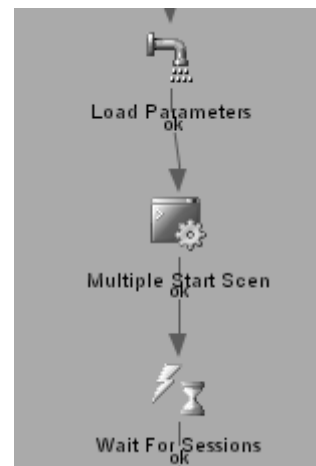 Load Parameters
ok
Multiple Start Scen
ok
Wait For Sessions
ok